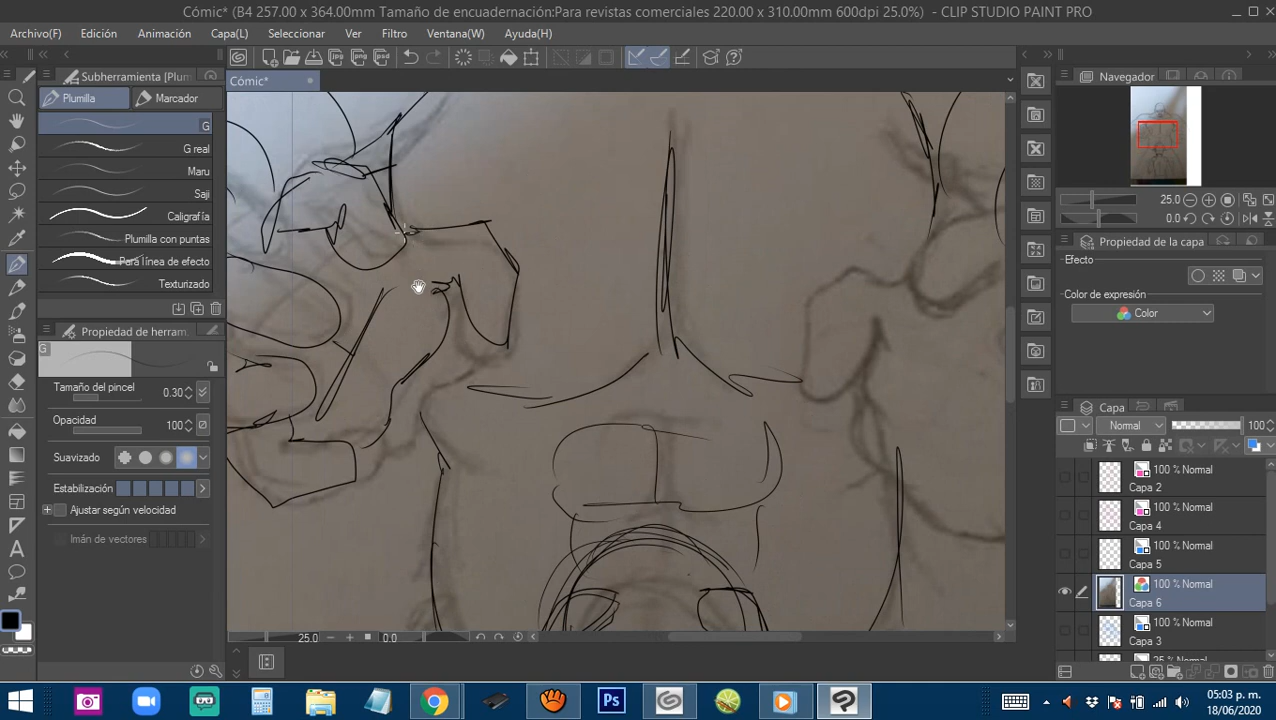 Cómic* (B4 257.00 x 364.00mm Tamaño de encuadernación:Para revistas comerciales 220.00 x 310.00mm 600dpi 25.0%) - CLIP STUDIO PAINT PRO
Archivo(F) Edición Animación Capa(L) Seleccionar Ver Filtro Ventana(W) Ayuda(H)
Subherramienta [Plum
Cómic*
Navegador
Plumilla Marcador
G
G real
Maru
Saji
Caligrafía
Plumilla con puntas
Para línea de efecto
Texturizado
25.0
0.0
Propiedad de la capa
Efecto
Color de expresión
Color
Propiedad de herram.
G
Tamaño del pincel 0.30
Opacidad 100
Suavizado
Estabilización
Ajustar según velocidad
Imán de vectores
Capa
Normal 100
100 % Normal
Capa 2
100 % Normal
Capa 4
100 % Normal
Capa 5
100 % Normal
Capa 6
100 % Normal
Capa 3
25 % Normal
25.0 0.0
Ps
05:03 p. m.
18/06/2020